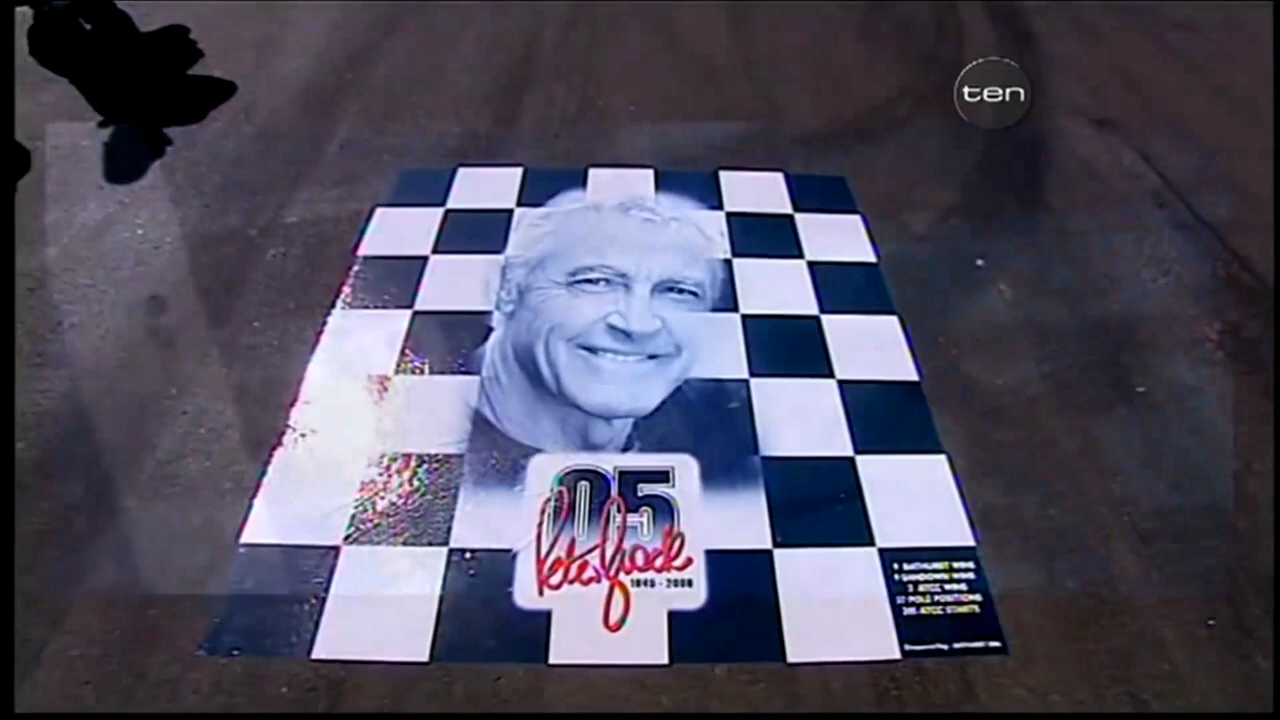 ten
05
Peter Brock
1945 - 2006
9 BATHURST WINS
9 SANDOWN WINS
3 ATCC WINS
37 POLE POSITIONS
205 ATCC STARTS